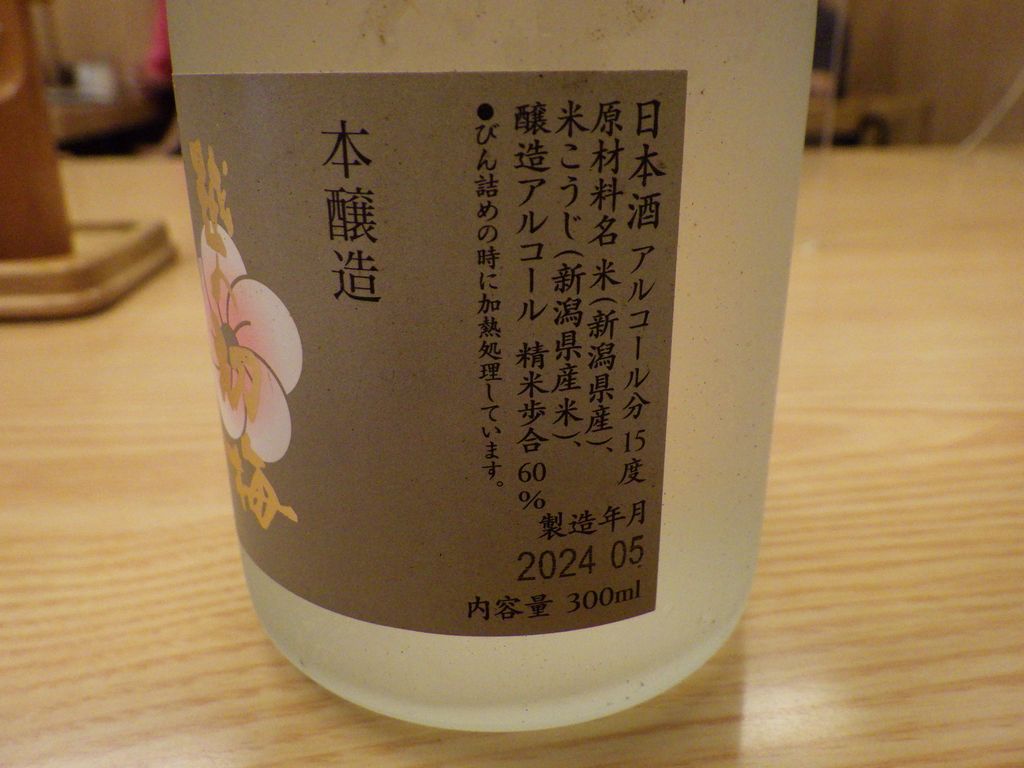 日本酒 アルコール分 15度
原材料名 米(新潟県産)、
米こうじ(新潟県産米)、
醸造アルコール 精米歩合 60%
●びん詰めの時に加熱処理しています。
製造年月
2024 05
内容量 300ml
本醸造
梅